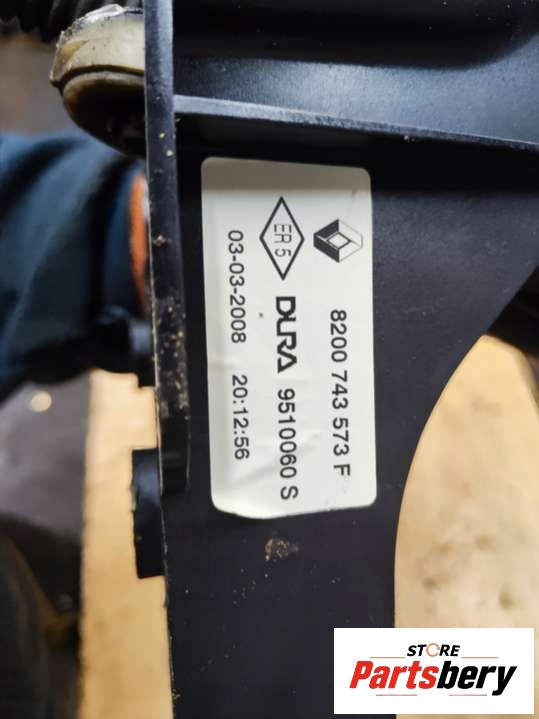 8200 743 573 F
ER 5
DURA 9510060 S
03-03-2008 20:12:56
STORE
Partsbery